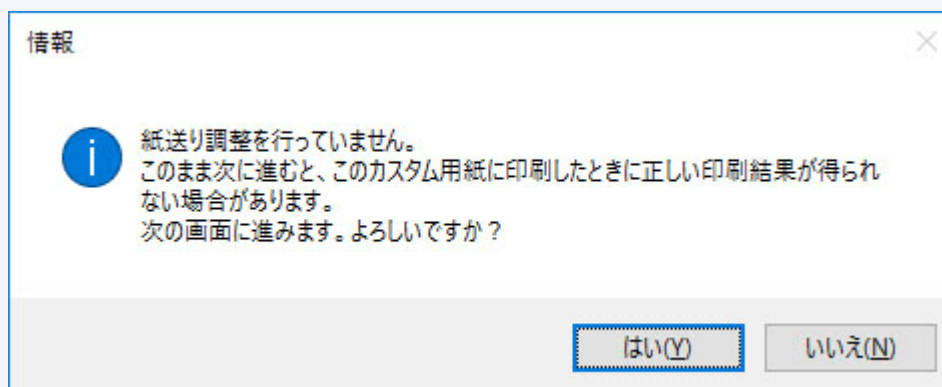 情報
紙送り調整を行っていません。
このまま次に進むと、このカスタム用紙に印刷したときに正しい印刷結果が得られ
ない場合があります。
次の画面に進みます。よろしいですか？
はい(Y)
いいえ(N)